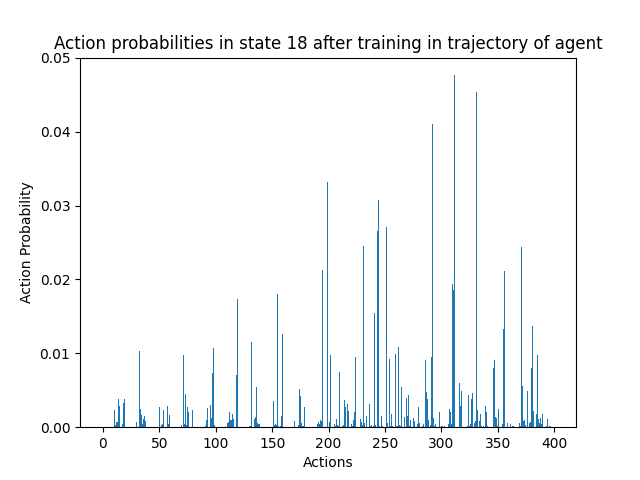 Action probabilities in state 18 after training in trajectory of agent
0.05
0.04
0.03
0.02
0.01
0.00
Action Probability
0 50 100 150 200 250 300 350 400
Actions